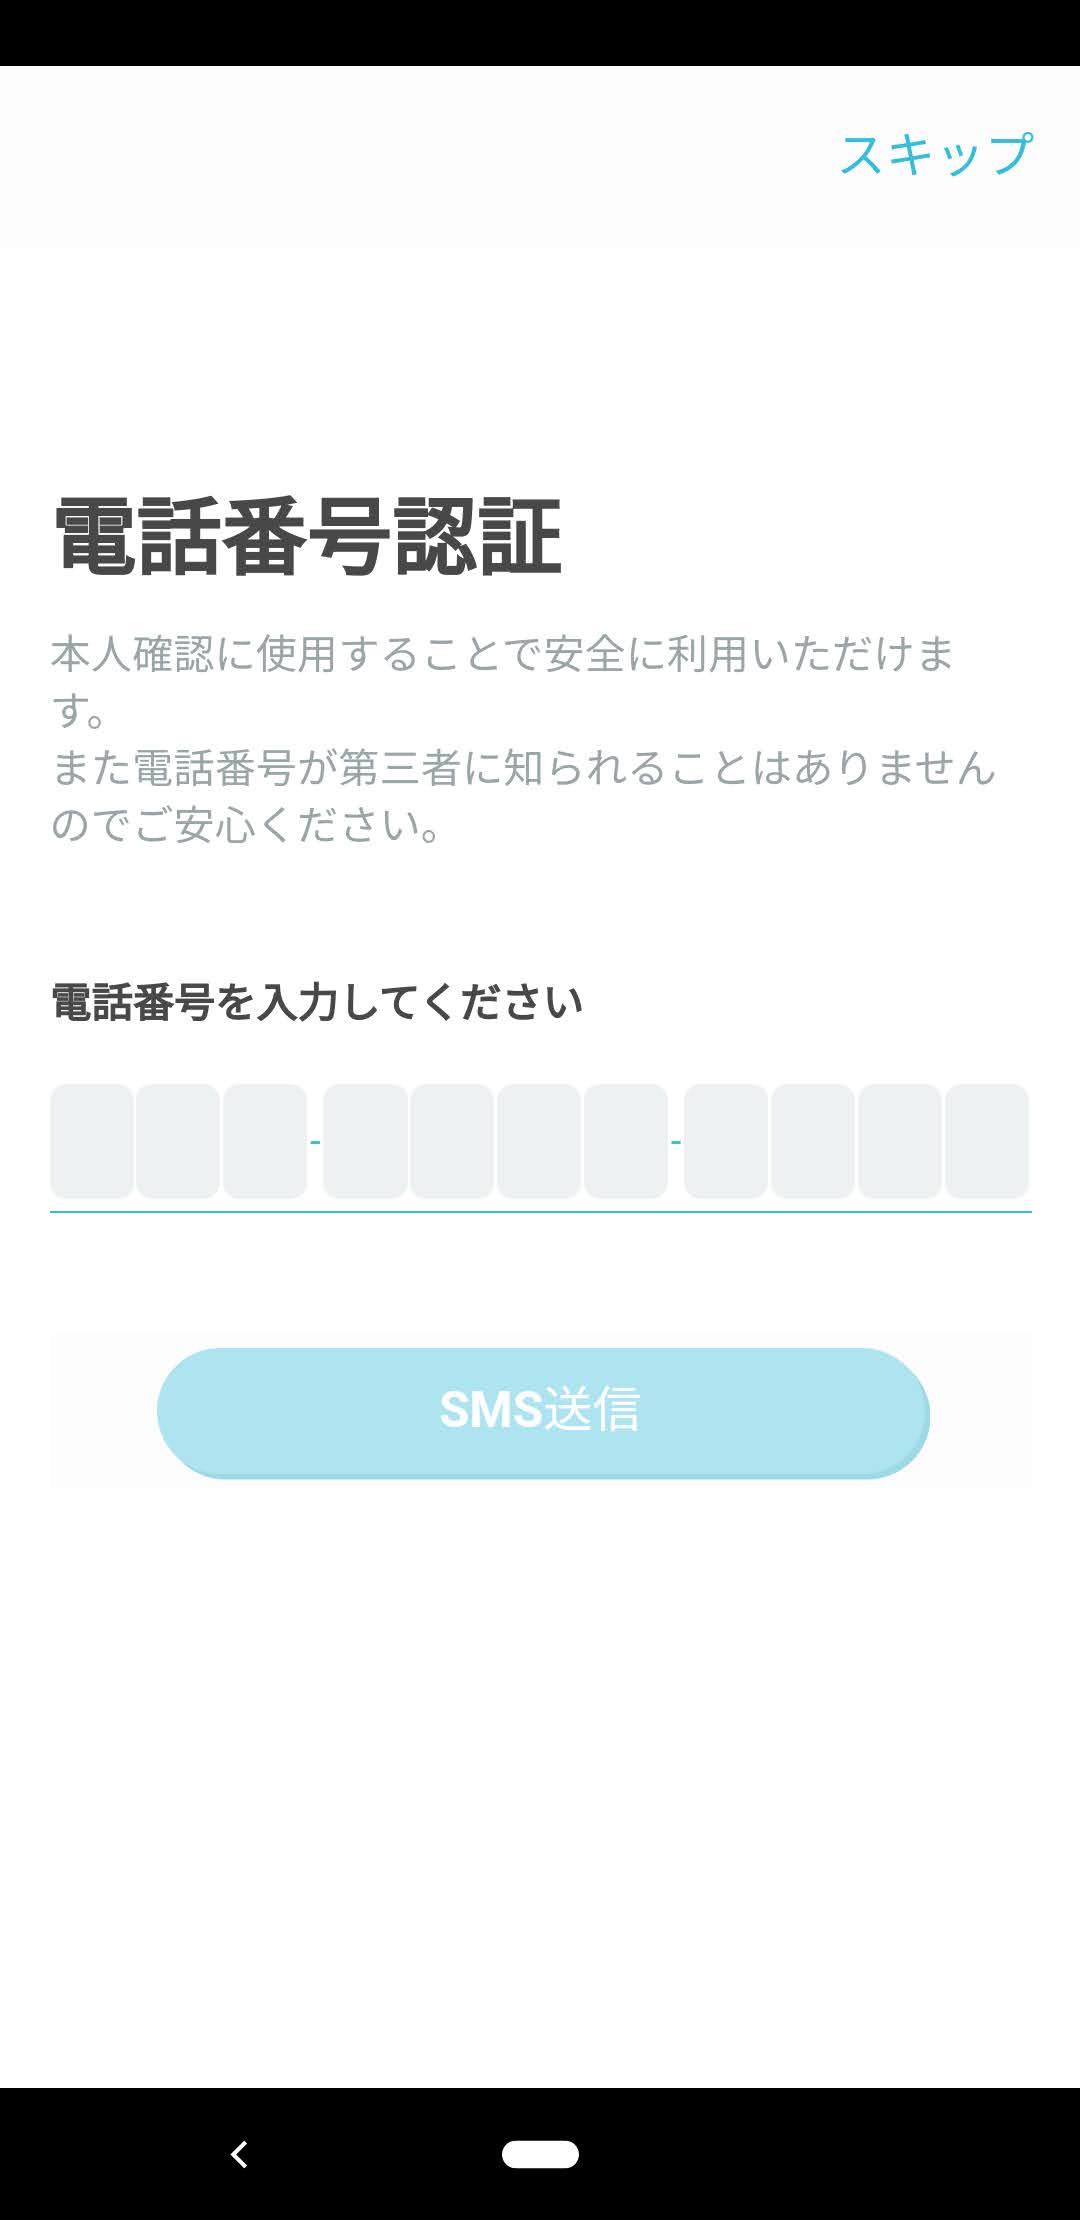 スキップ
電話番号認証
本人確認に使用することで安全に利用いただけま
す。
また電話番号が第三者に知られることはありません
のでご安心ください。
電話番号を入力してください
- -
SMS送信